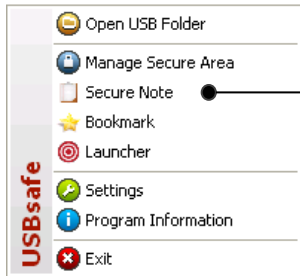 Open USB Folder
Manage Secure Area
Secure Note
Bookmark
Launcher
Settings
Program Information
Exit
USBsafe